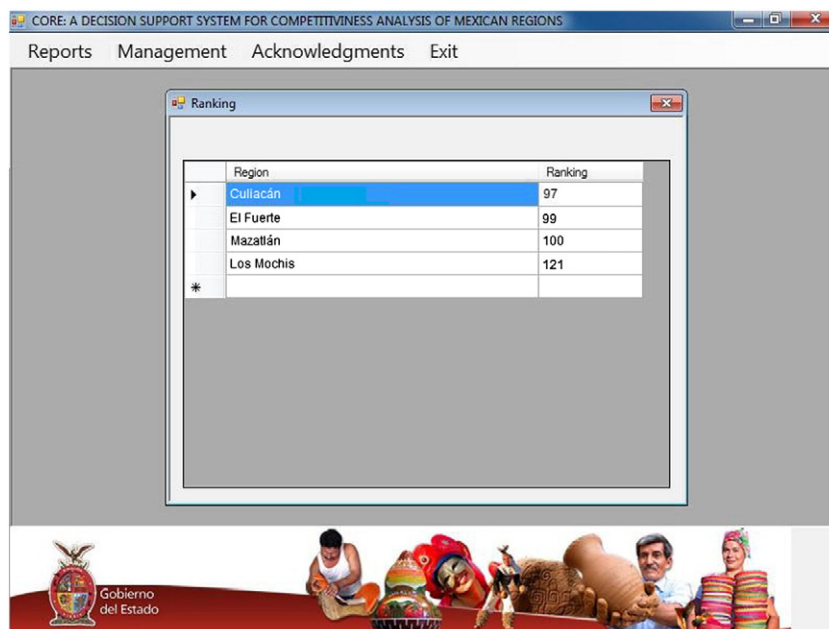 CORE: A DECISION SUPPORT SYSTEM FOR COMPETITIVINESS ANALYSIS OF MEXICAN REGIONS
Reports Management Acknowledgments Exit
Ranking
Region Ranking
Culiacán 97
El Fuerte 99
Mazatlán 100
Los Mochis 121
Gobierno
del Estado